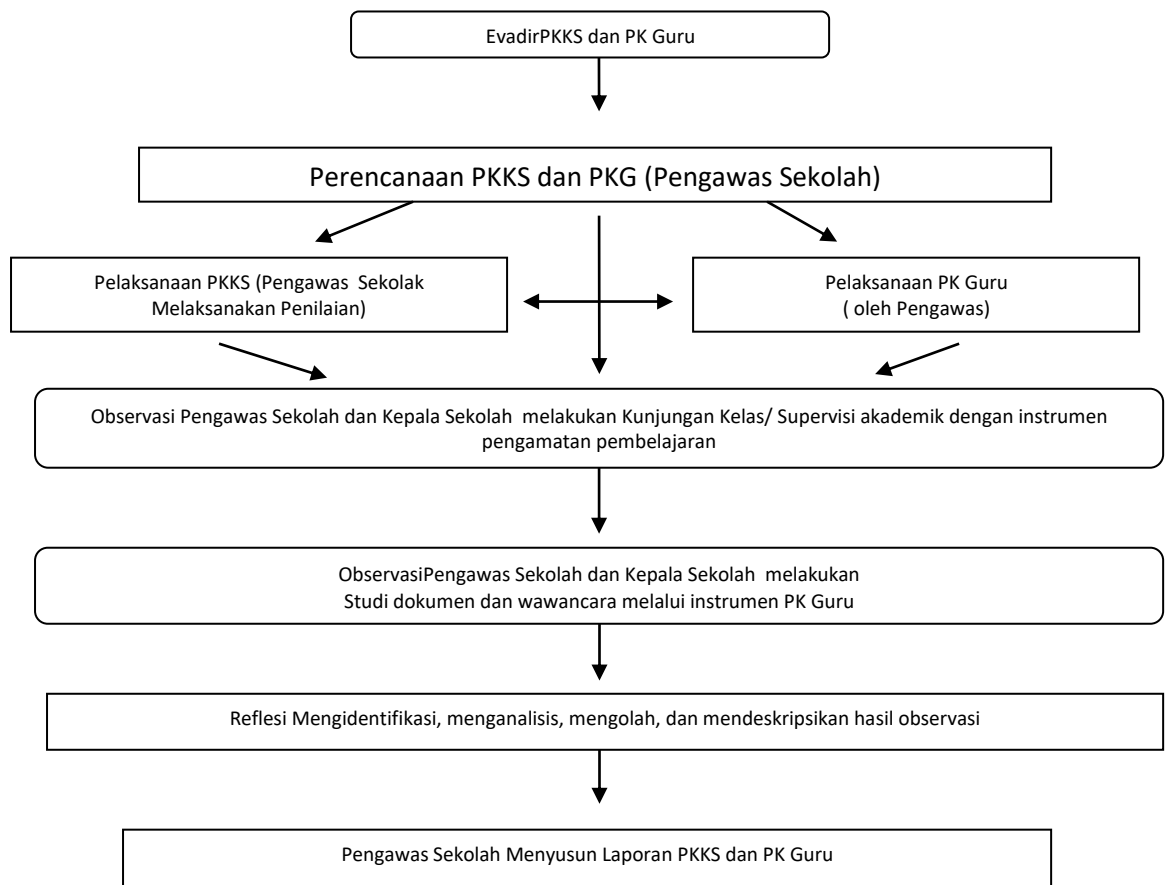 EvadirPKKS dan PK Guru
Perencanaan PKKS dan PKG (Pengawas Sekolah)
Pelaksanaan PKKS (Pengawas Sekolak
Melaksanakan Penilaian)
Pelaksanaan PK Guru
( oleh Pengawas)
Observasi Pengawas Sekolah dan Kepala Sekolah melakukan Kunjungan Kelas/ Supervisi akademik dengan instrumen
pengamatan pembelajaran
ObservasiPengawas Sekolah dan Kepala Sekolah melakukan
Studi dokumen dan wawancara melalui instrumen PK Guru
Reflesi Mengidentifikasi, menganalisis, mengolah, dan mendeskripsikan hasil observasi
Pengawas Sekolah Menyusun Laporan PKKS dan PK Guru